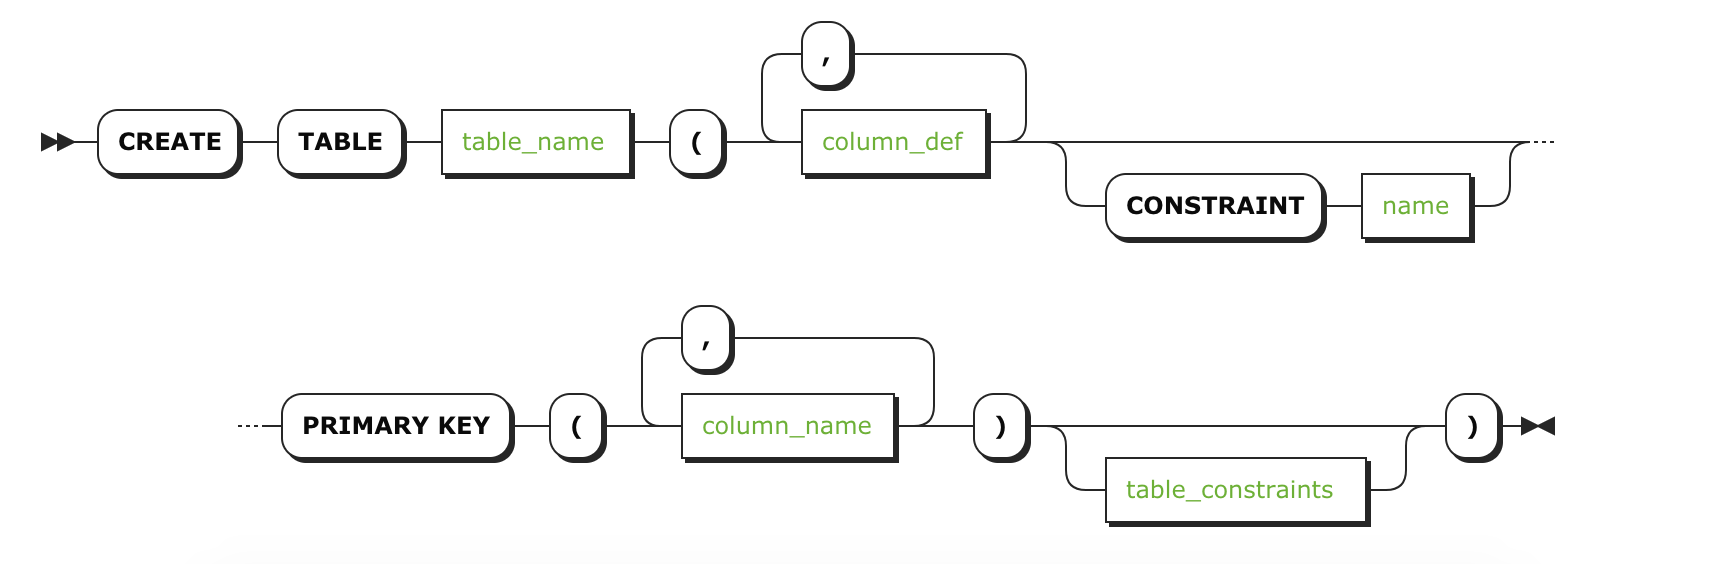 ,
CREATE TABLE table_name ( column_def
CONSTRAINT name
,
PRIMARY KEY ( column_name ) )
table_constraints